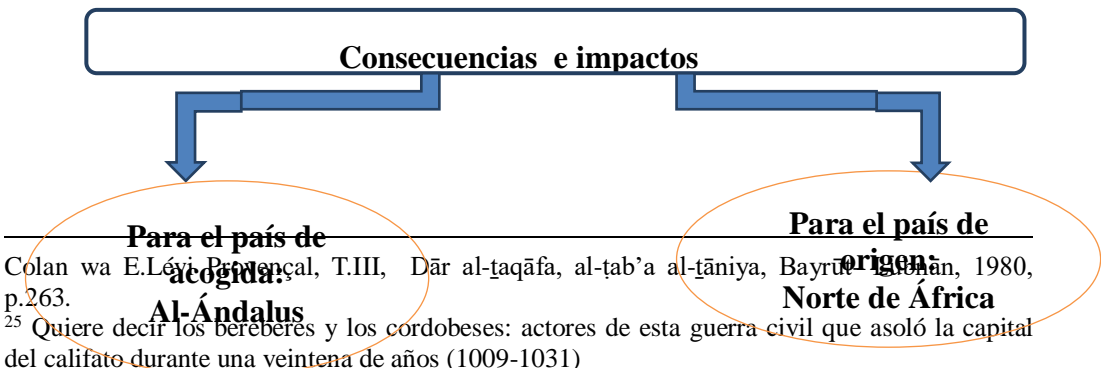 Consecuencias e impactos
Para el país de
acogida:
Al-Ándalus
Para el país de
origen:
Norte de África
Colan wa E.Lévi Provençal, T.III, Dār al-ṯaqāfa, al-ṭab'a al-ṯāniya, Bayrūt Lubnān, 1980,
p.263.
25 Quiere decir los beréberes y los cordobeses: actores de esta guerra civil que asoló la capital
del califato durante una veintena de años (1009-1031)